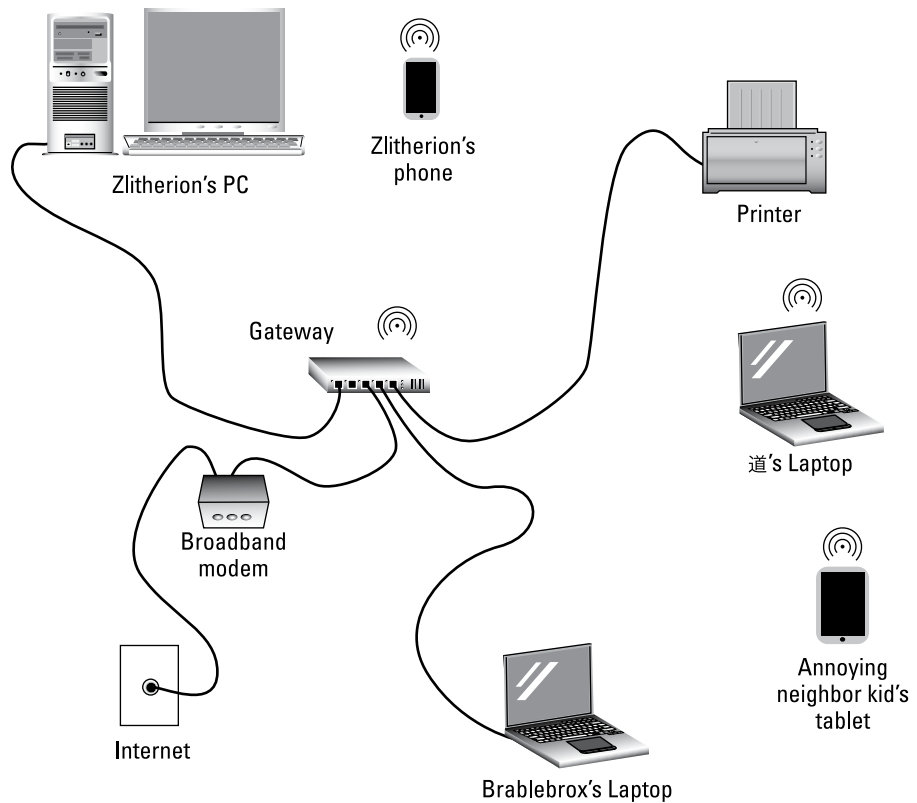 Zlitherion's PC
Zlitherion's
phone
Printer
Gateway
道's Laptop
Broadband
modem
Annoying
neighbor kid's
tablet
Internet
Brablebrox's Laptop